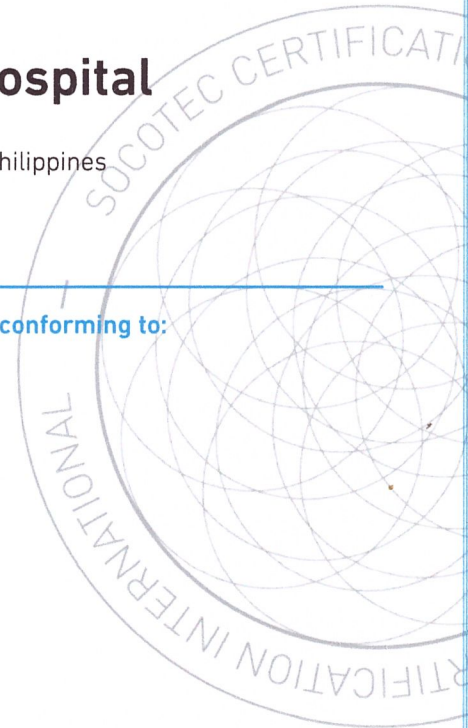 ospital
hilippines
conforming to:
SOCOTEC CERTIFICATI
RTIFICATION INTERNATIONAL